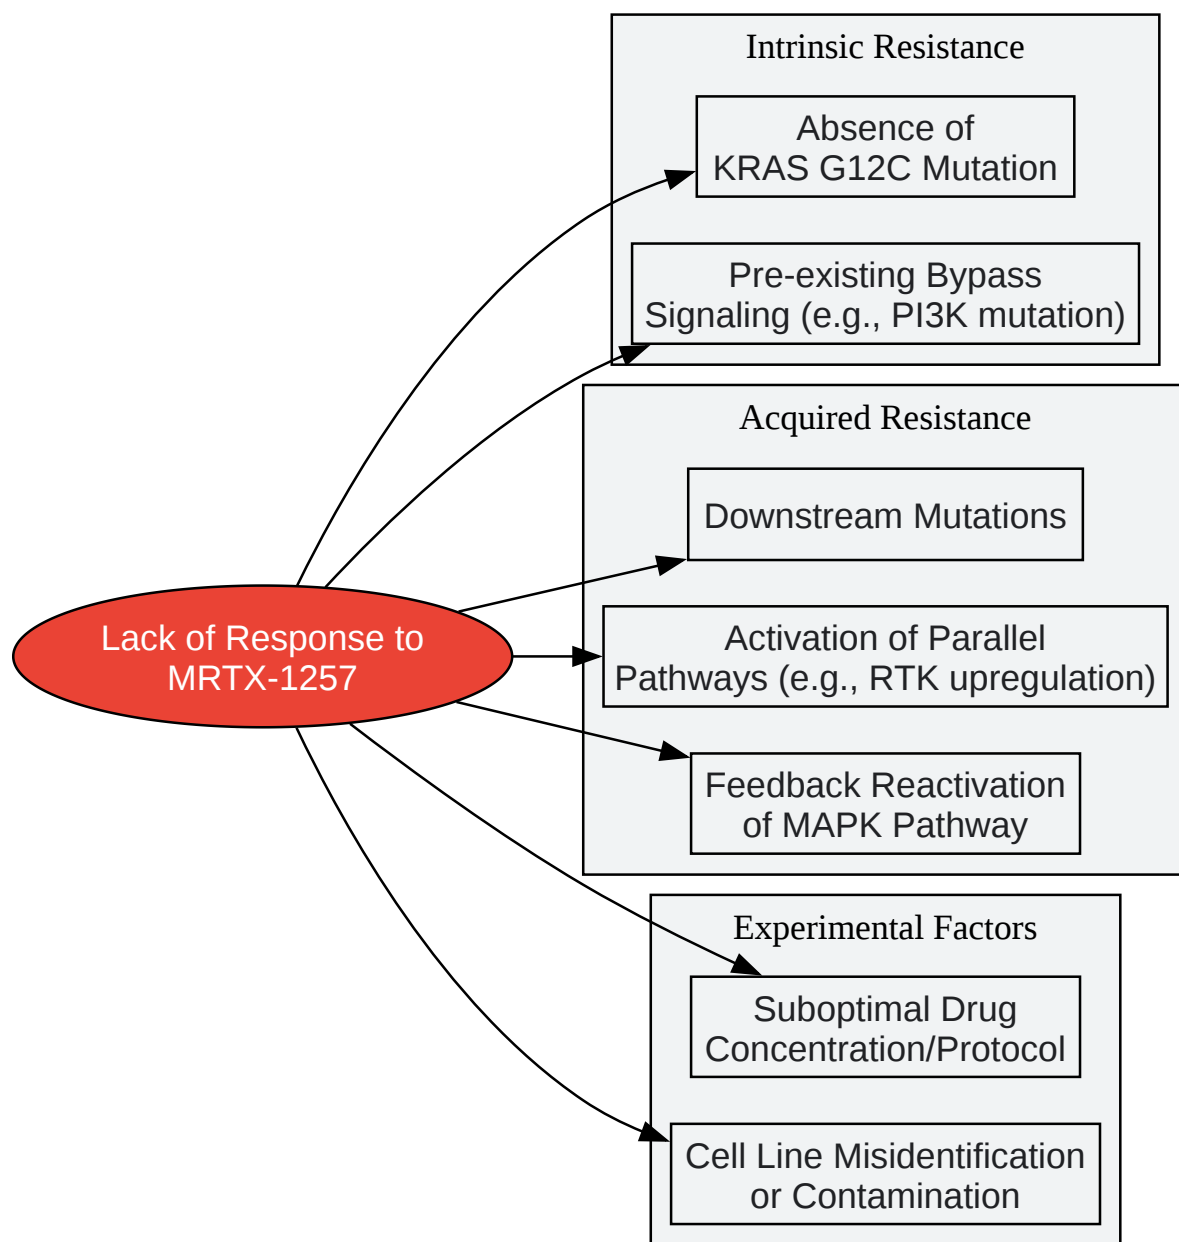 Intrinsic Resistance
Absence of
KRAS G12C Mutation
Pre-existing Bypass
Signaling (e.g., PI3K mutation)
Acquired Resistance
Downstream Mutations
Activation of Parallel
Pathways (e.g., RTK upregulation)
Feedback Reactivation
of MAPK Pathway
Lack of Response to
MRTX-1257
Experimental Factors
Suboptimal Drug
Concentration/Protocol
Cell Line Misidentification
or Contamination